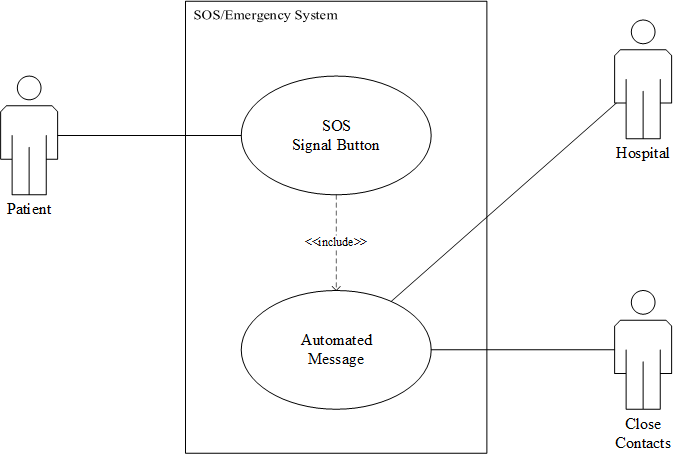 SOS/Emergency System
SOS
Signal Button
Hospital
Patient
<<include>>
Automated
Message
Close
Contacts